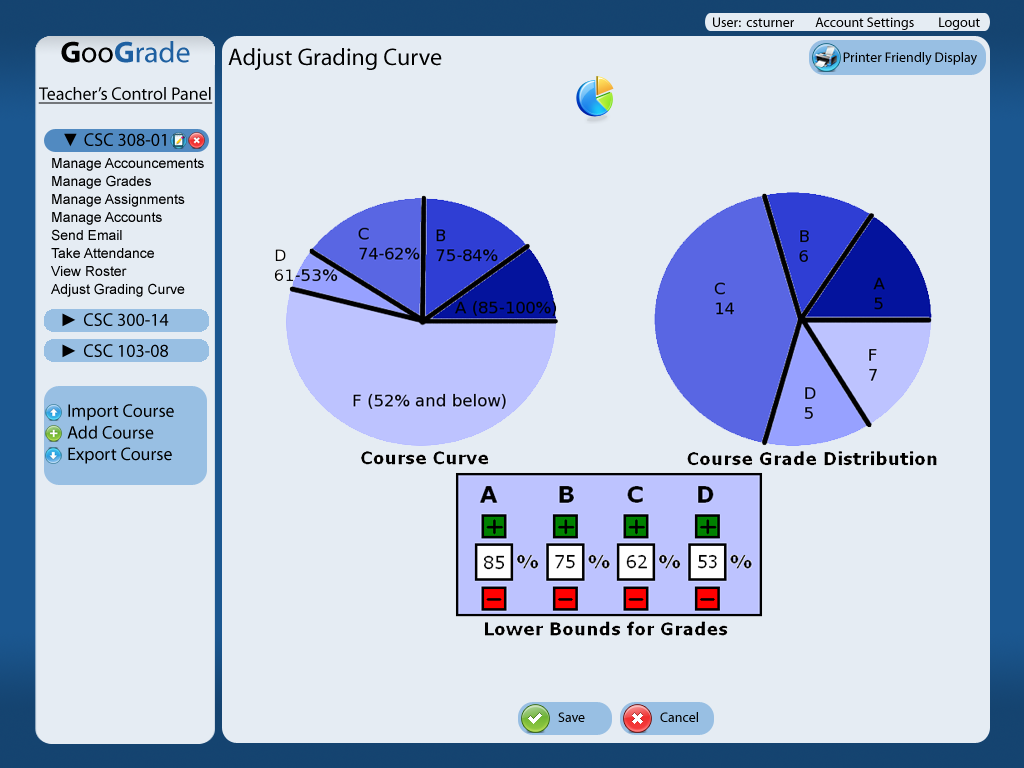 User: csturner Account Settings Logout
GooGrade
Teacher's Control Panel
▼ CSC 308-01
Manage Accouncements
Manage Grades
Manage Assignments
Manage Accounts
Send Email
Take Attendance
View Roster
Adjust Grading Curve
► CSC 300-14
► CSC 103-08
Import Course
Add Course
Export Course
Adjust Grading Curve
Printer Friendly Display
C
74-62%
B
75-84%
D
61-53%
A (85-100%)
F (52% and below)
Course Curve
B
6
A
5
C
14
F
7
D
5
Course Grade Distribution
A B C D
+ + + +
85 % 75 % 62 % 53 %
− − − −
Lower Bounds for Grades
Save Cancel